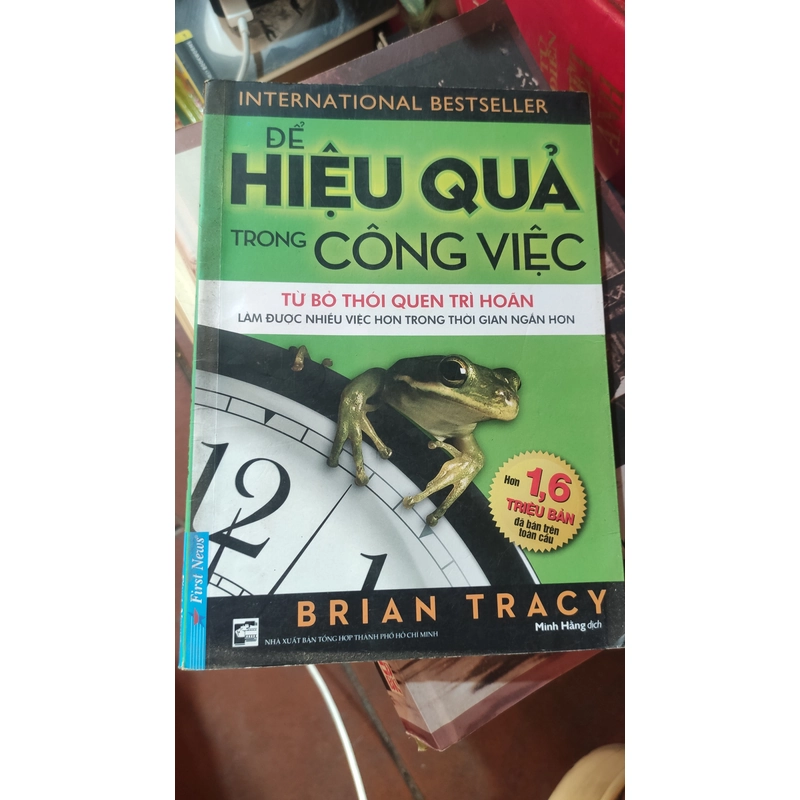 INTERNATIONAL BESTSELLER
ĐỂ
HIỆU QUẢ
TRONG CÔNG VIỆC
TỪ BỎ THÓI QUEN TRÌ HOÃN
LÀM ĐƯỢC NHIỀU VIỆC HƠN TRONG THỜI GIAN NGẮN HƠN
12
Hơn 1,6
TRIỆU BẢN
đã bán trên
toàn cầu
First News
BRIAN TRACY
Minh Hằng dịch
NHÀ XUẤT BẢN TỔNG HỢP THÀNH PHỐ HỒ CHÍ MINH